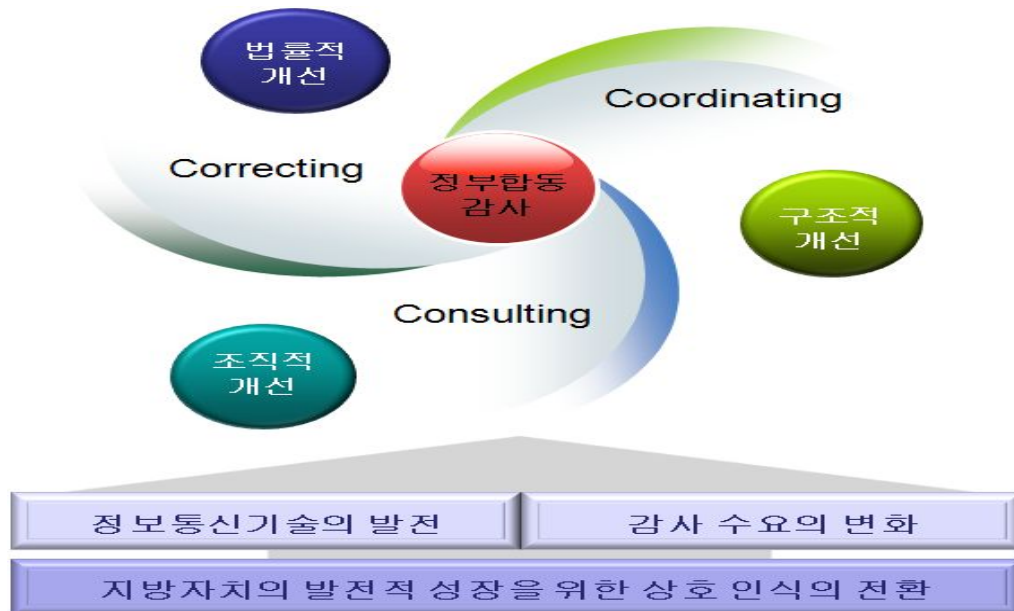 법률적
개선
Coordinating
Correcting
정부합동
감사
구조적
개선
Consulting
조직적
개선
정보통신기술의 발전
감사 수요의 변화
지방자치의 발전적 성장을 위한 상호 인식의 전환